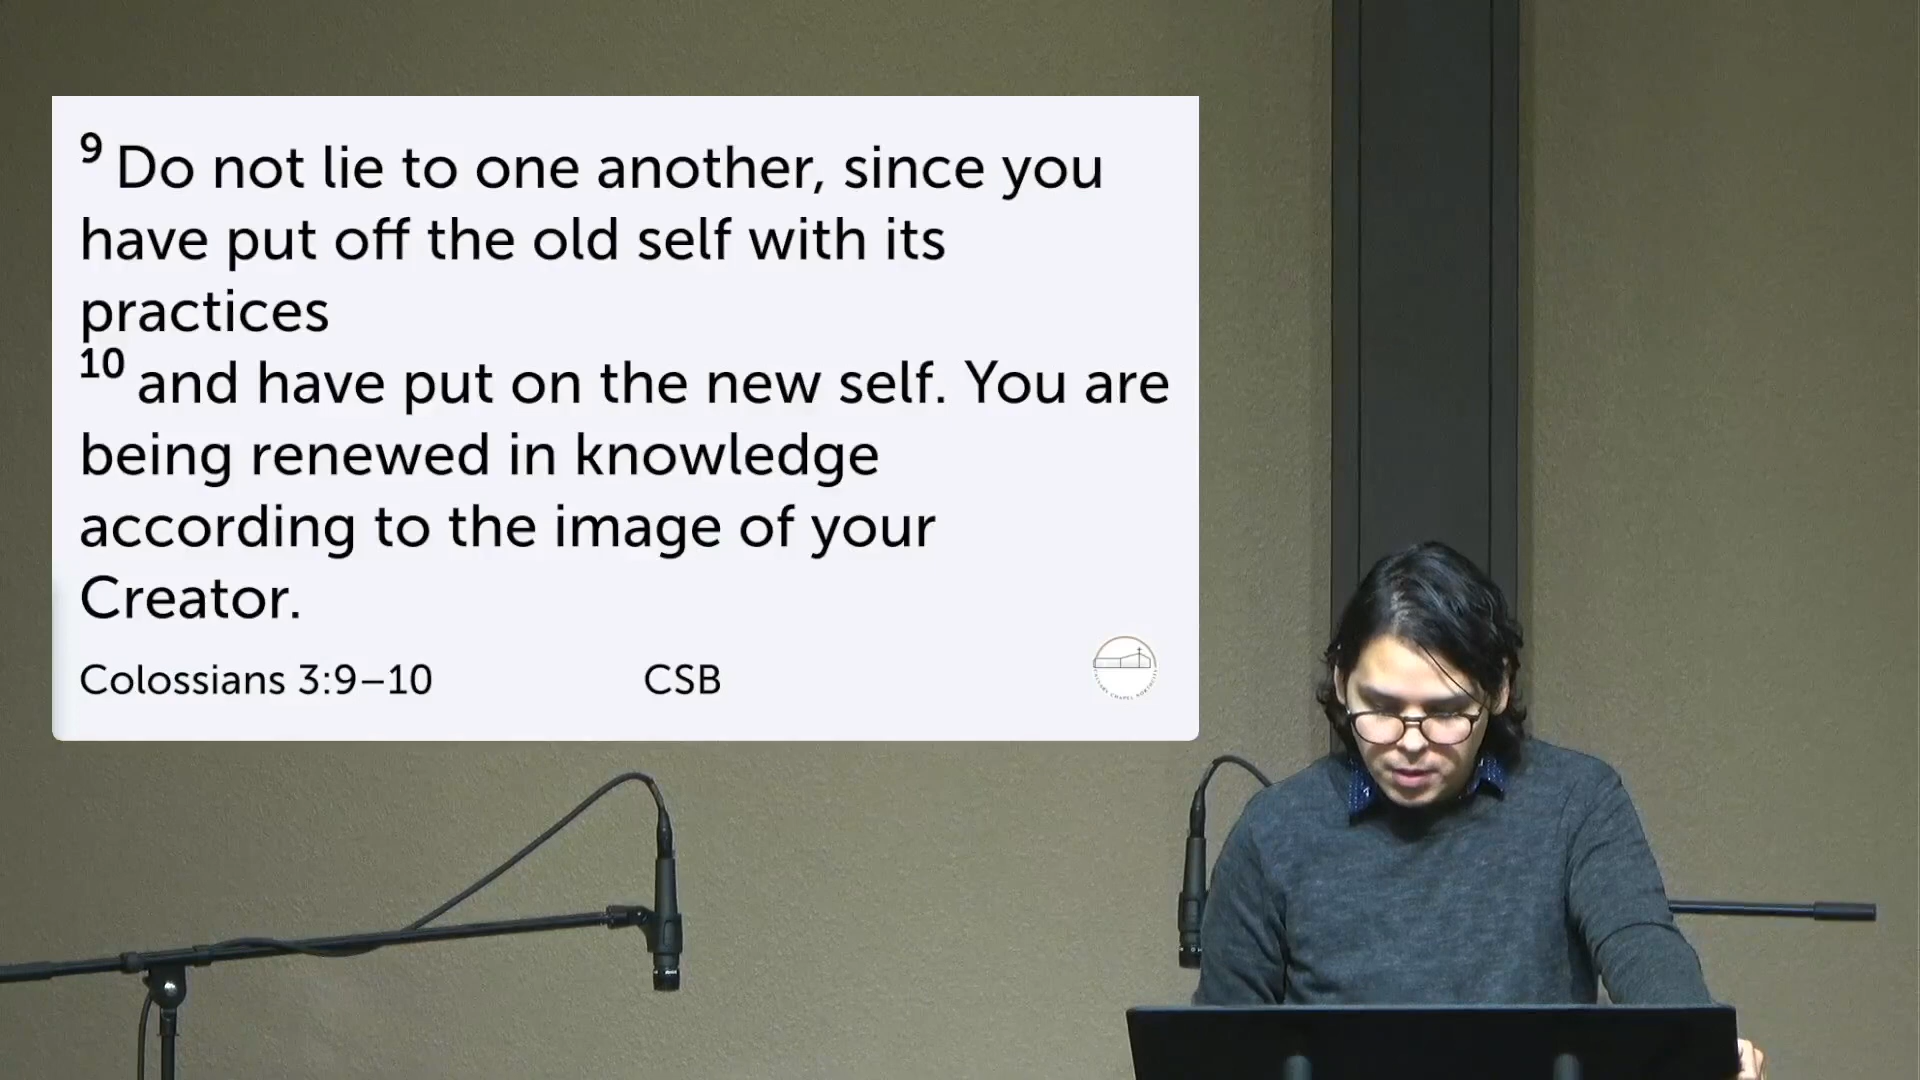 9 Do not lie to one another, since you
have put off the old self with its
practices
10 and have put on the new self. You are
being renewed in knowledge
according to the image of your
Creator.
Colossians 3:9–10 CSB